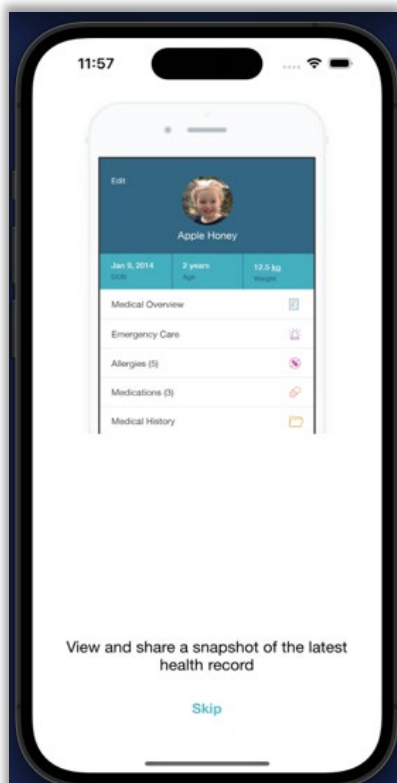 11:57
Edit
Apple Honey
Jan 9, 2014 2 years 12.5 kg
DOB Age Weight
Medical Overview
Emergency Care
Allergies (5)
Medications (3)
Medical History
View and share a snapshot of the latest
health record
Skip